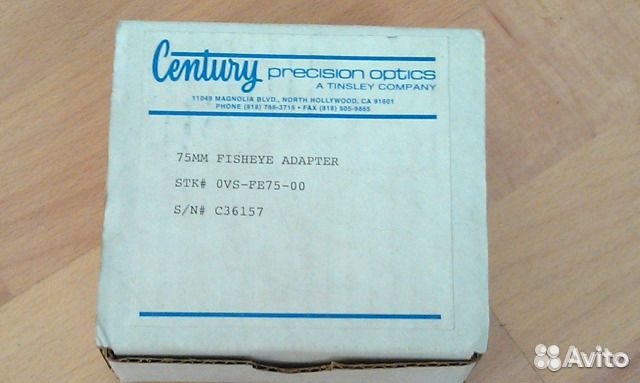 Century precision optics
A TINSLEY COMPANY
11049 MAGNOLIA BLVD., NORTH HOLLYWOOD, CA 91601
PHONE (818) 766-3715 • FAX (818) 505-9865
75MM FISHEYE ADAPTER
STK# 0VS-FE75-00
S/N# C36157
Avito